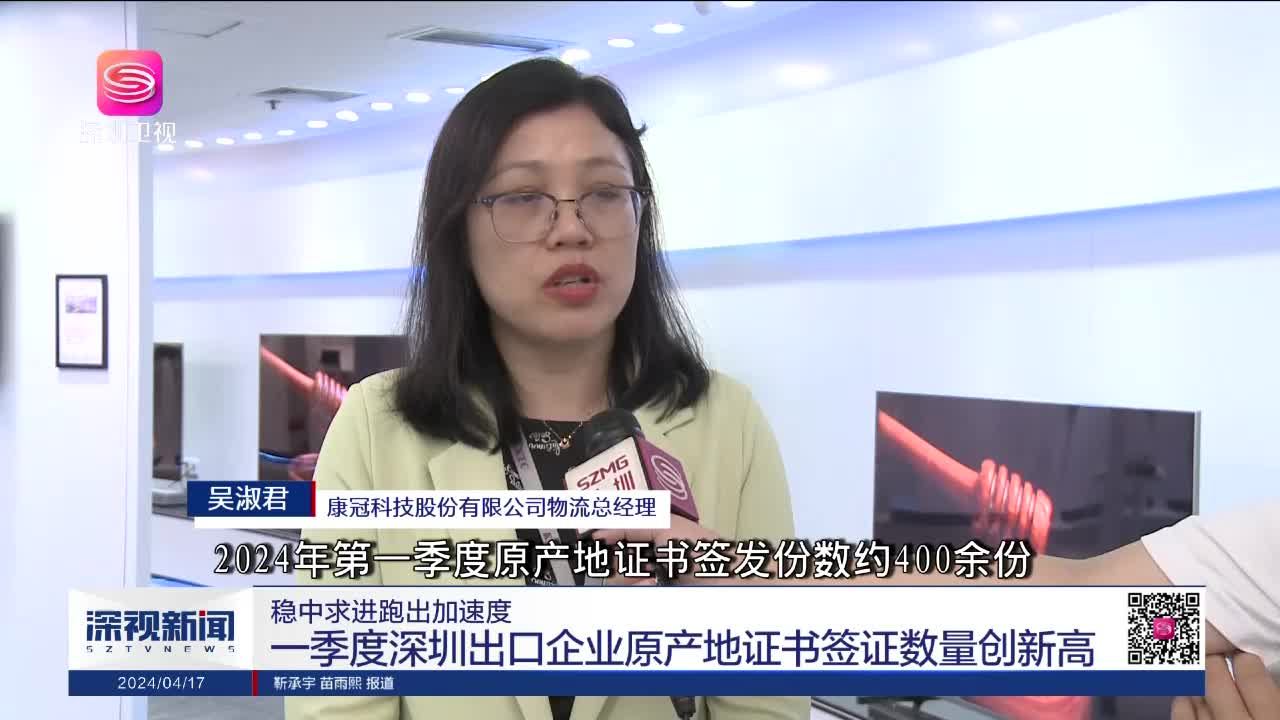 深圳卫视
SZMG
圳
吴淑君
康冠科技股份有限公司物流总经理
2024年第一季度原产地证书签发份数约400余份
稳中求进跑出加速度
一季度深圳出口企业原产地证书签证数量创新高
深视新闻
SZTVNEWS
2024/04/17
靳承宇 苗雨熙 报道